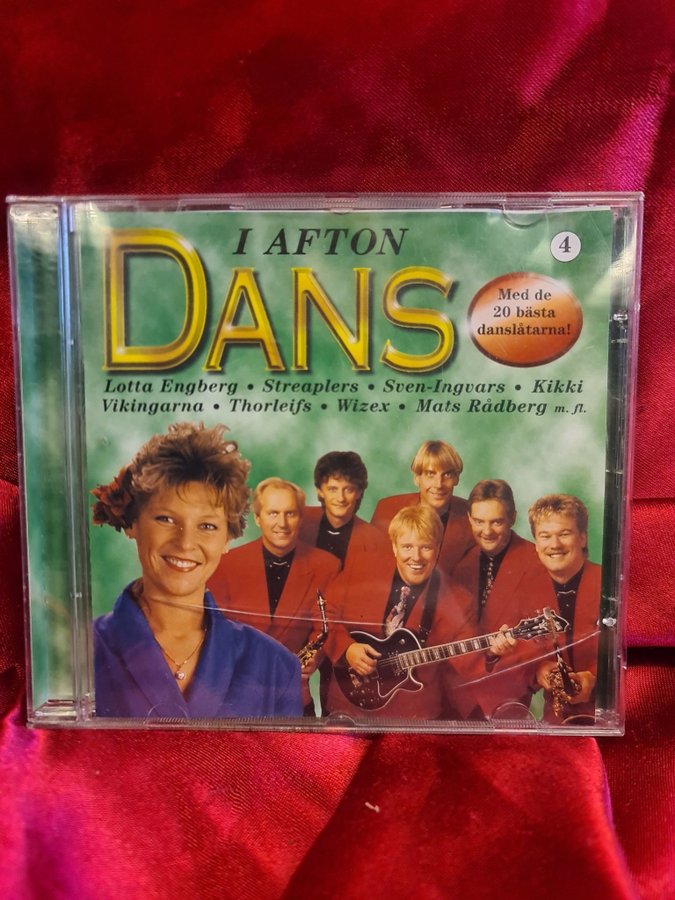 I AFTON
4
DANS
Med de
20 bästa
danslåtarna!
Lotta Engberg • Streaplers • Sven-Ingvars • Kikki
Vikingarna • Thorleifs • Wizex • Mats Rådberg m. fl.